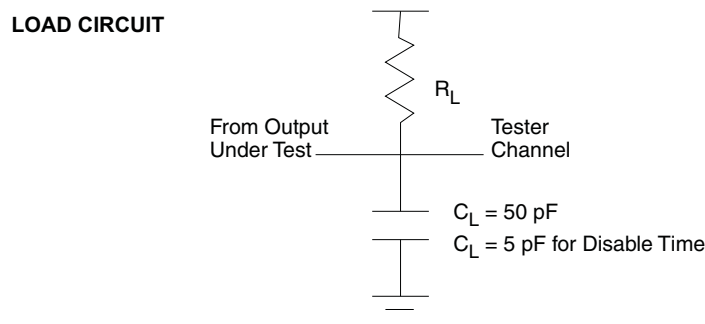 LOAD CIRCUIT
R_L
From Output
Under Test
Tester
Channel
C_L = 50 pF
C_L = 5 pF for Disable Time